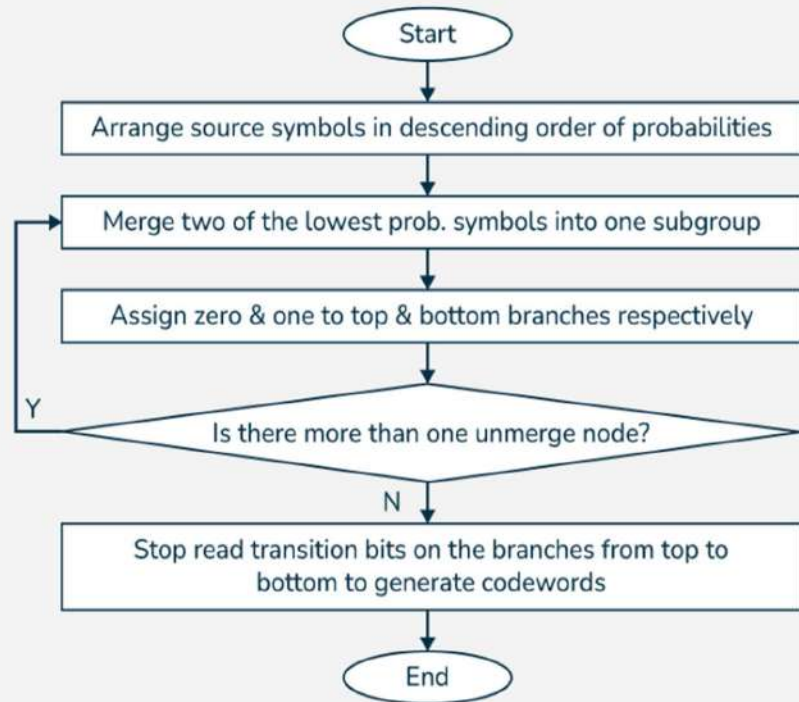 Start
Arrange source symbols in descending order of probabilities
Merge two of the lowest prob. symbols into one subgroup
Assign zero & one to top & bottom branches respectively
Y
Is there more than one unmerge node?
N
Stop read transition bits on the branches from top to
bottom to generate codewords
End